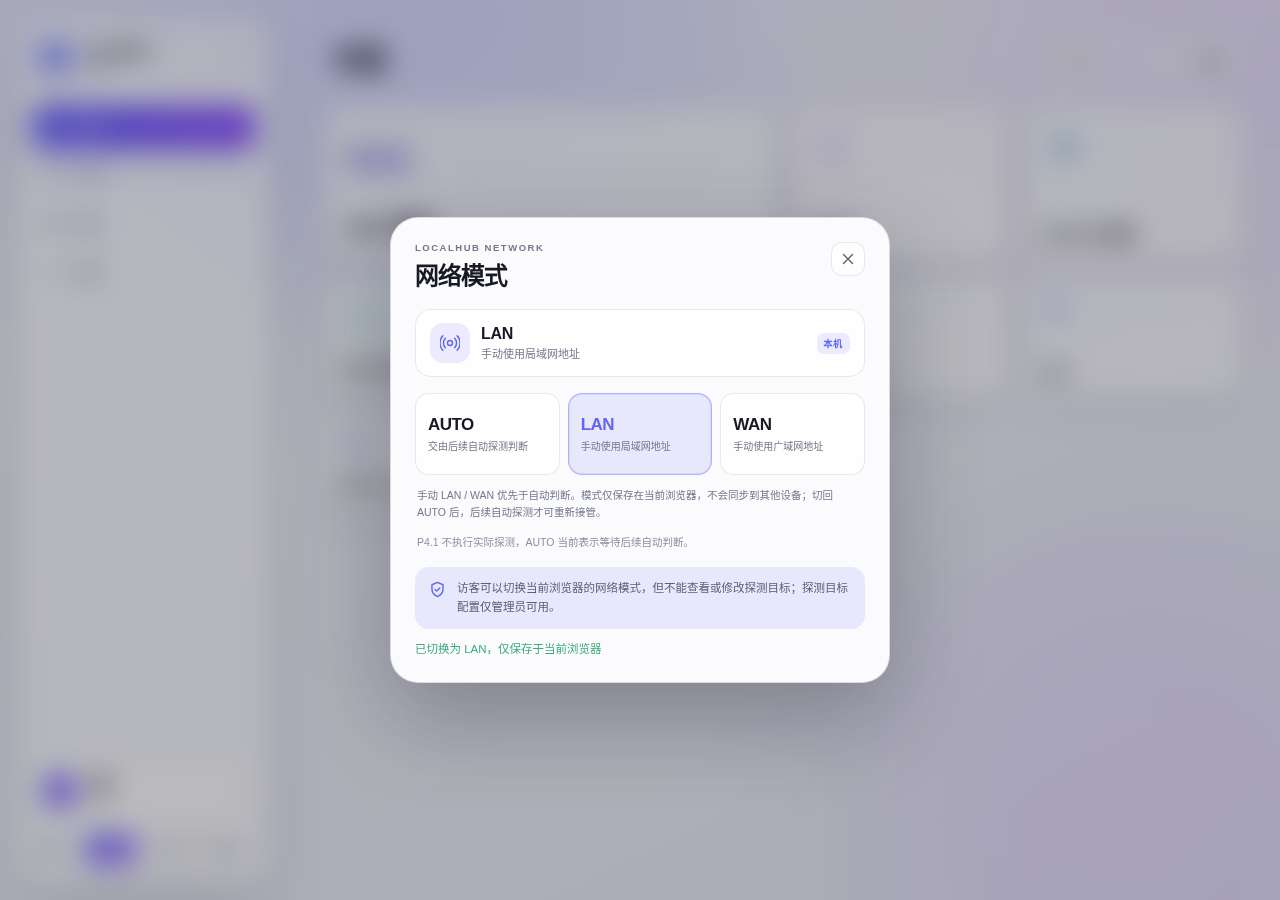 LOCALHUB NETWORK
网络模式
LAN
手动使用局域网地址
本机
AUTO
交由后续自动探测判断
LAN
手动使用局域网地址
WAN
手动使用广域网地址
手动 LAN / WAN 优先于自动判断。模式仅保存在当前浏览器，不会同步到其他设备；切回
AUTO 后，后续自动探测才可重新接管。
P4.1 不执行实际探测，AUTO 当前表示等待后续自动判断。
访客可以切换当前浏览器的网络模式，但不能查看或修改探测目标；探测目标
配置仅管理员可用。
已切换为 LAN，仅保存于当前浏览器